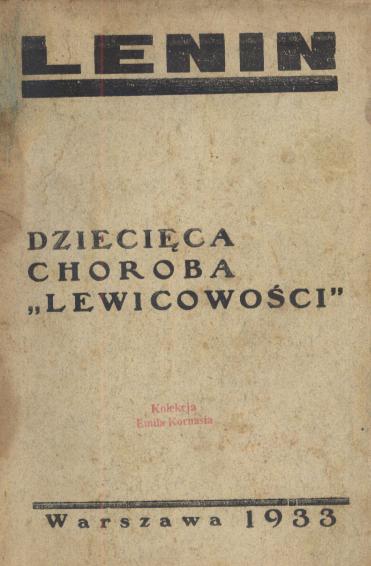 LENIN
DZIECIĘCA
CHOROBA
„LEWICOWOŚCI”
Kolekcja
Emila Kornasia
Warszawa 1933